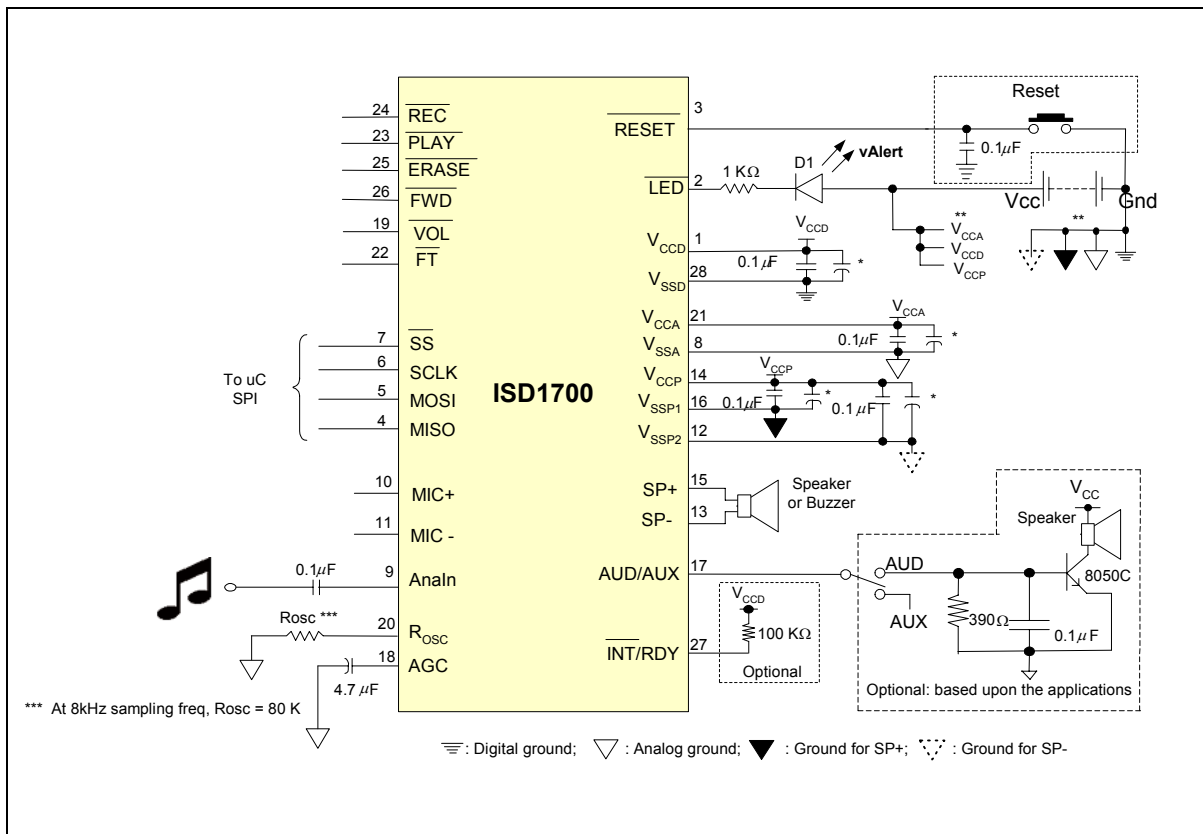 24 REC
23 PLAY
25 ERASE
26 FWD
19 VOL
22 FT
7 SS
6 SCLK
5 MOSI
4 MISO
To uC
SPI
10 MIC+
11 MIC -
0.1µF
9 AnaIn
Rosc ***
20 ROSC
18 AGC
4.7 µF
*** At 8kHz sampling freq, Rosc = 80 K
ISD1700
RESET 3
Reset
0.1µF
LED 2
1 KΩ
D1
vAlert
Vcc
Gnd
**
VCCA
VCCD
VCCP
**
VCCD 1
VCCD
0.1µF
*
VSSD 28
VCCA 21
VCCA
0.1µF
*
VSSA 8
VCCP 14
VCCP
VSSP1 16
0.1µF
*
0.1µF
*
VSSP2 12
SP+ 15
Speaker
or Buzzer
SP- 13
AUD/AUX 17
AUD
AUX
VCC
Speaker
8050C
390Ω
0.1µF
Optional: based upon the applications
VCCD
100 KΩ
INT/RDY 27
Optional
: Digital ground; : Analog ground; : Ground for SP+; : Ground for SP-